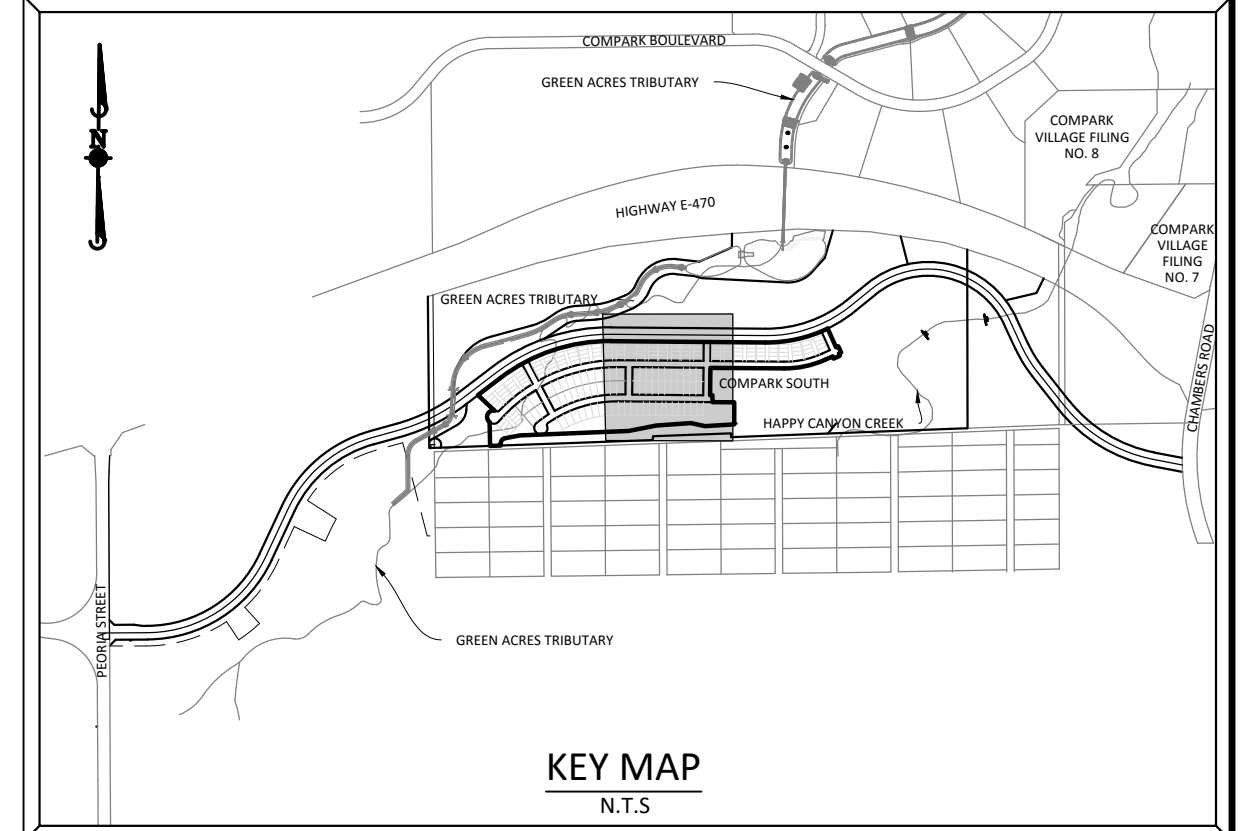 COMPARK BOULEVARD
GREEN ACRES TRIBUTARY
COMPARK
VILLAGE FILING
NO. 8
N
HIGHWAY E-470
COMPARK
VILLAGE
FILING
NO. 7
GREEN ACRES TRIBUTARY
CHAMBERS ROAD
COMPARK SOUTH
HAPPY CANYON CREEK
PEORIA STREET
GREEN ACRES TRIBUTARY
KEY MAP
N.T.S